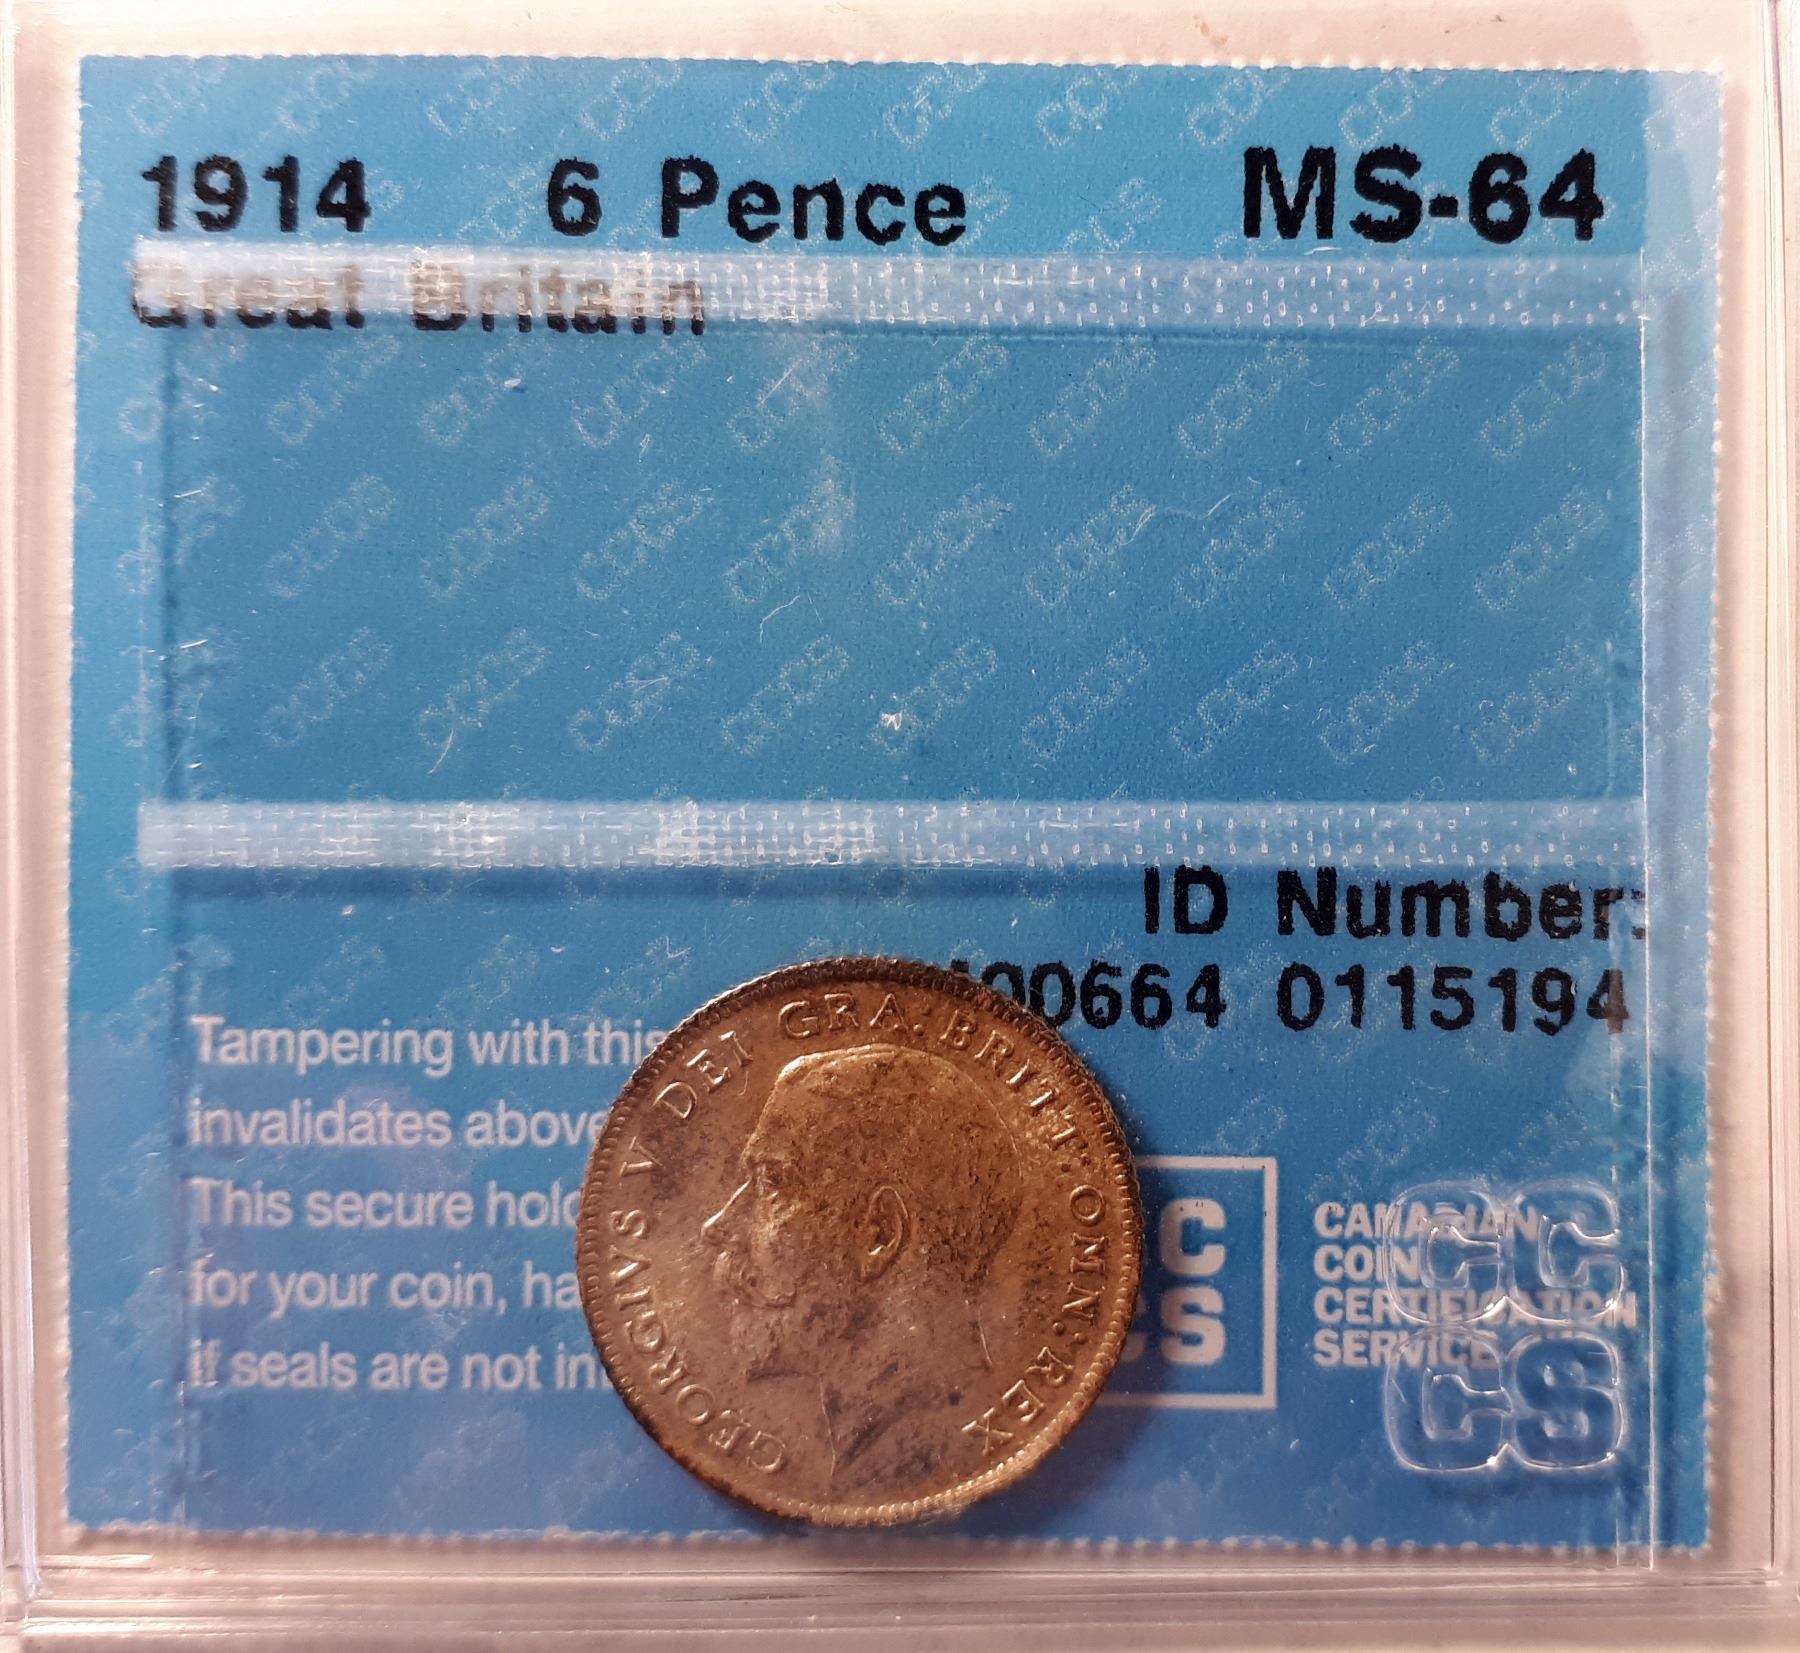 1914 6 Pence MS-64
Great Britain
ID Number:
00664 0115194
Tampering with this
invalidates above
This secure hold
for your coin, ha
if seals are not in
CANADIAN
COIN
CERTIFICATION
SERVICE
CC
CS
GEORGIVS V DEI GRA: BRITT: OMN: REX